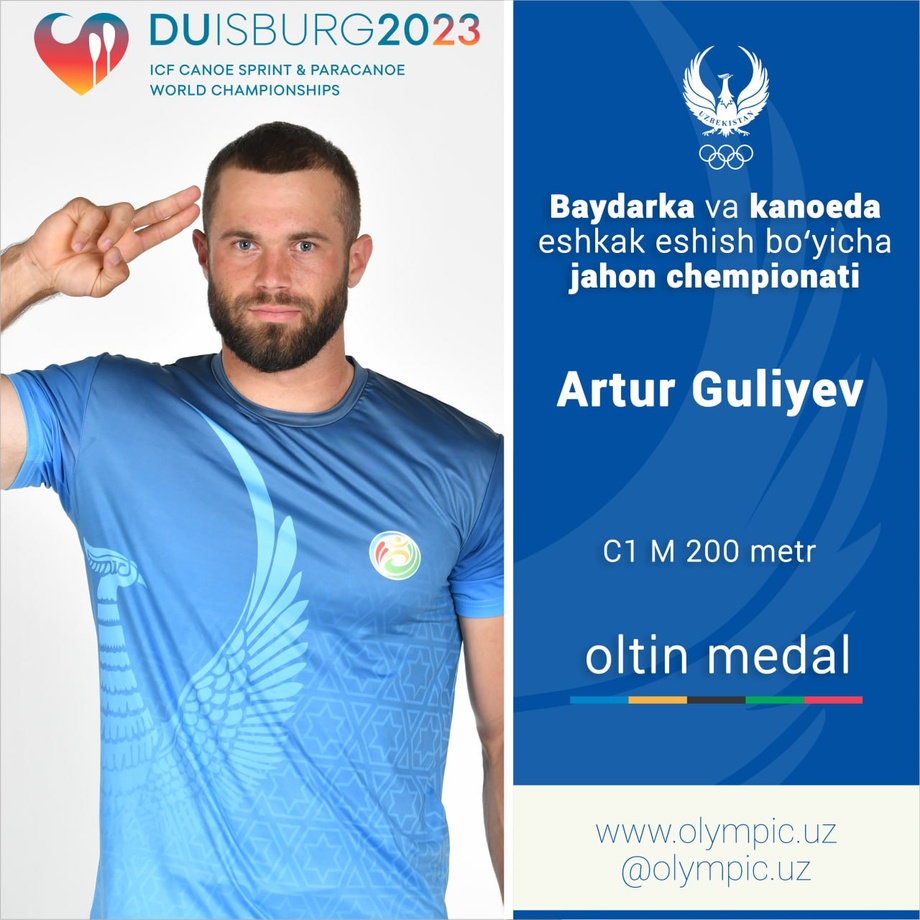 DUISBURG2023
ICF CANOE SPRINT & PARACANOE
WORLD CHAMPIONSHIPS
UZBEKISTAN
Baydarka va kanoeda
eshkak eshish bo‘yicha
jahon chempionati
Artur Guliyev
C1 M 200 metr
oltin medal
www.olympic.uz
@olympic.uz